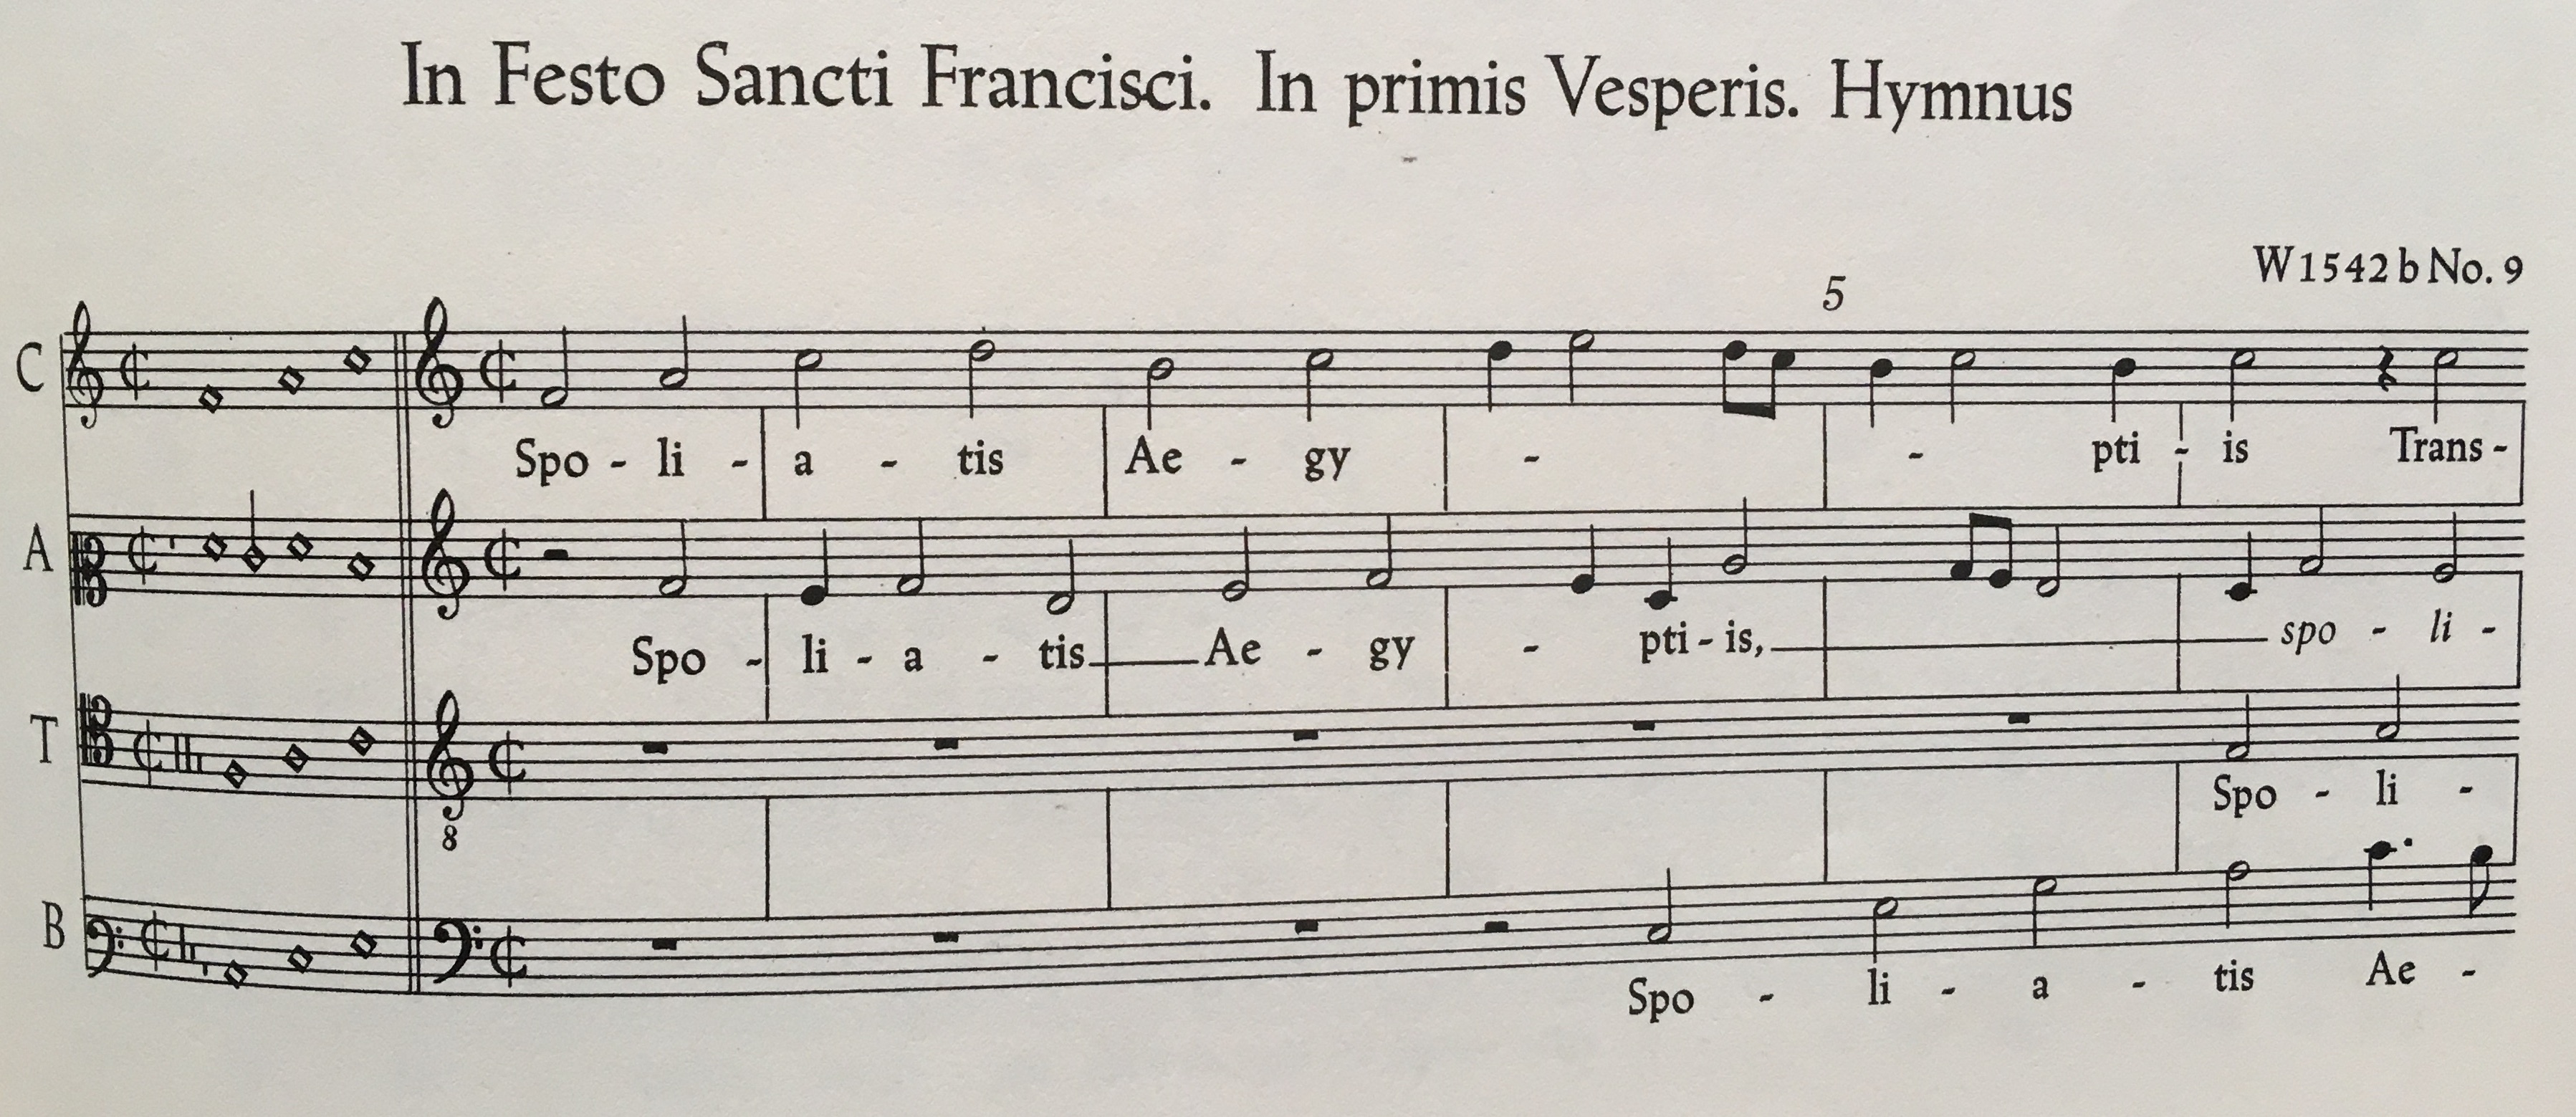 In Festo Sancti Francisci. In primis Vesperis. Hymnus
W 1542 b No. 9
5
C
Spo - li - a - tis Ae - gy - - pti - is Trans -
A
Spo - li - a - tis Ae - gy - pti - is, spo - li -
T
8
Spo - li -
B
Spo - li - a - tis Ae -